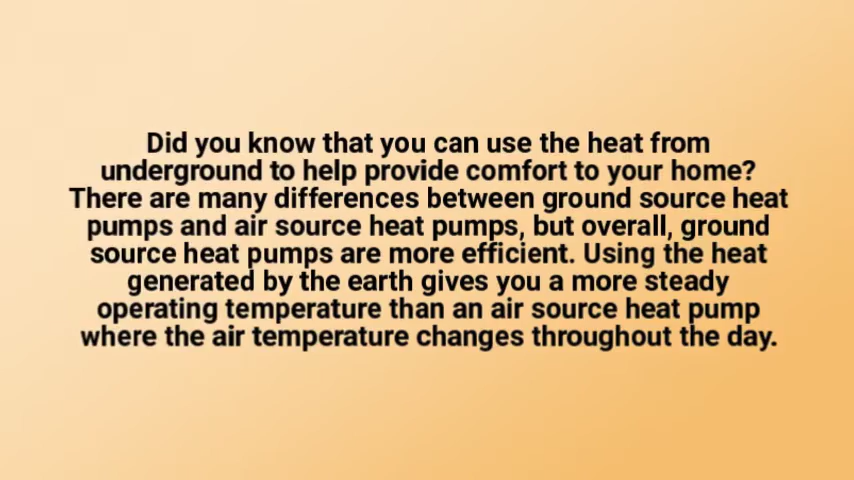 Did you know that you can use the heat from
underground to help provide comfort to your home?
There are many differences between ground source heat
pumps and air source heat pumps, but overall, ground
source heat pumps are more efficient. Using the heat
generated by the earth gives you a more steady
operating temperature than an air source heat pump
where the air temperature changes throughout the day.